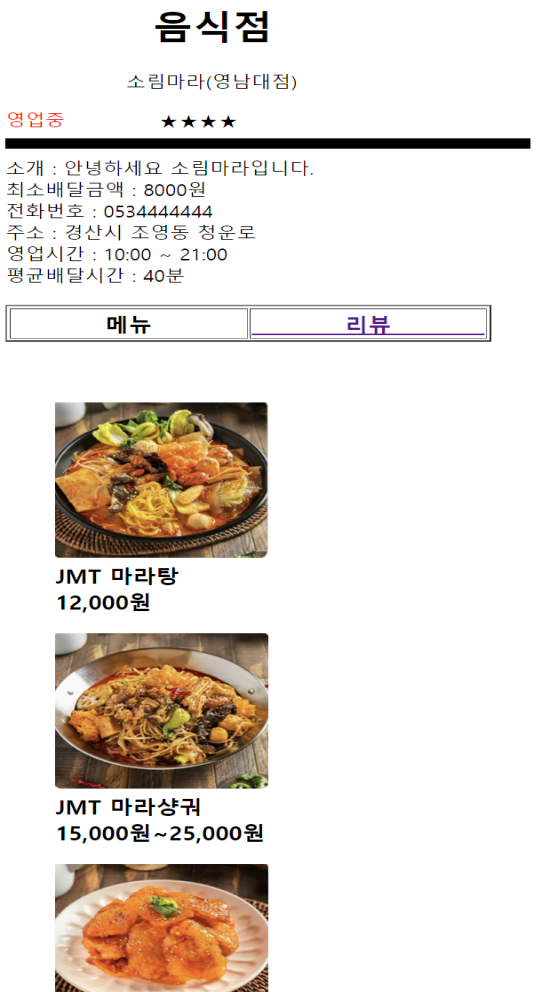 음식점
소림마라(영남대점)
영업중 ★★★★
소개 : 안녕하세요 소림마라입니다.
최소배달금액 : 8000원
전화번호 : 0534444444
주소 : 경산시 조영동 청운로
영업시간 : 10:00 ~ 21:00
평균배달시간 : 40분
메뉴 리뷰
JMT 마라탕
12,000원
JMT 마라샹궈
15,000원~25,000원